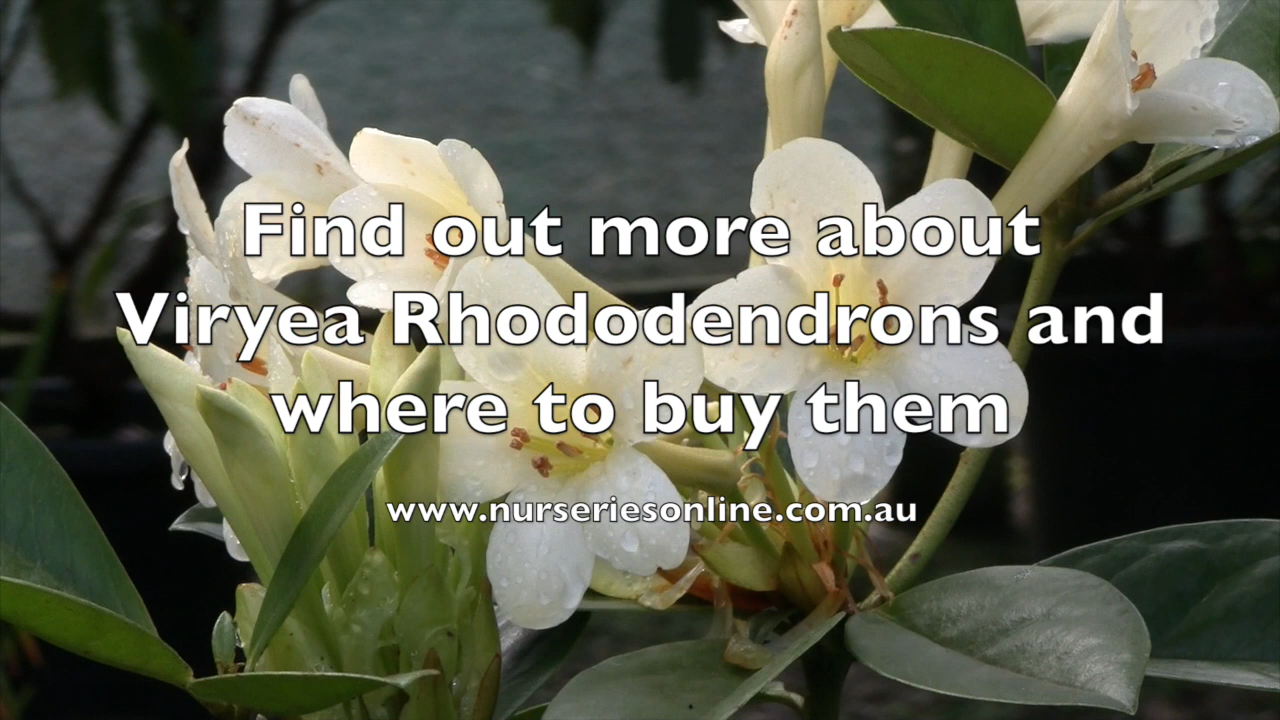 Find out more about
Viryea Rhododendrons and
where to buy them
www.nurseriesonline.com.au